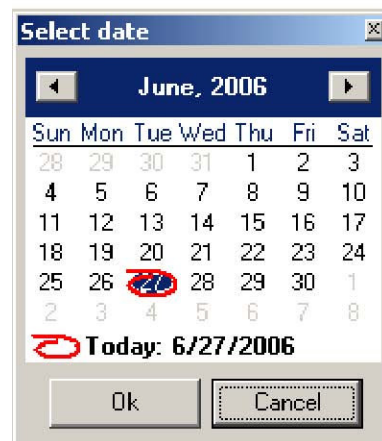 Select date
June, 2006
Sun Mon Tue Wed Thu Fri Sat
28 29 30 31 1 2 3
4 5 6 7 8 9 10
11 12 13 14 15 16 17
18 19 20 21 22 23 24
25 26 27 28 29 30 1
2 3 4 5 6 7 8
Today: 6/27/2006
Ok Cancel